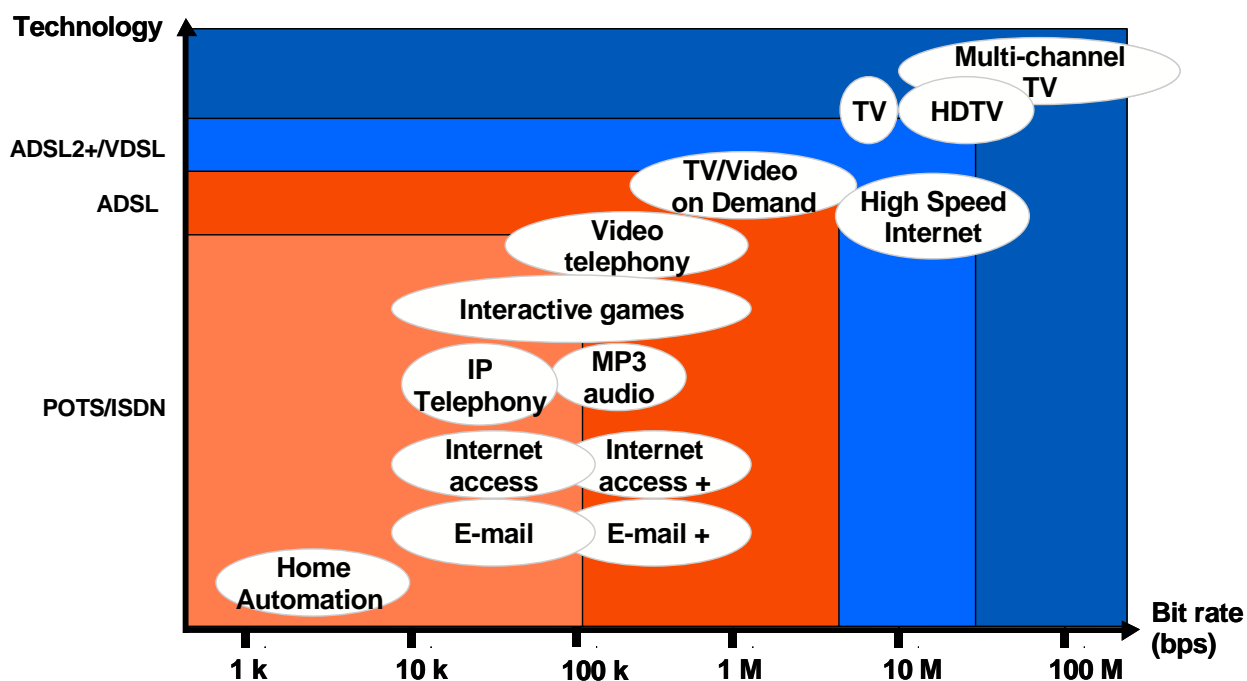 Technology
Multi-channel
TV
TV
HDTV
ADSL2+/VDSL
TV/Video
on Demand
ADSL
High Speed
Internet
Video
telephony
Interactive games
IP
Telephony
MP3
audio
POTS/ISDN
Internet
access
Internet
access +
E-mail
E-mail +
Home
Automation
Bit rate
(bps)
1 k
10 k
100 k
1 M
10 M
100 M